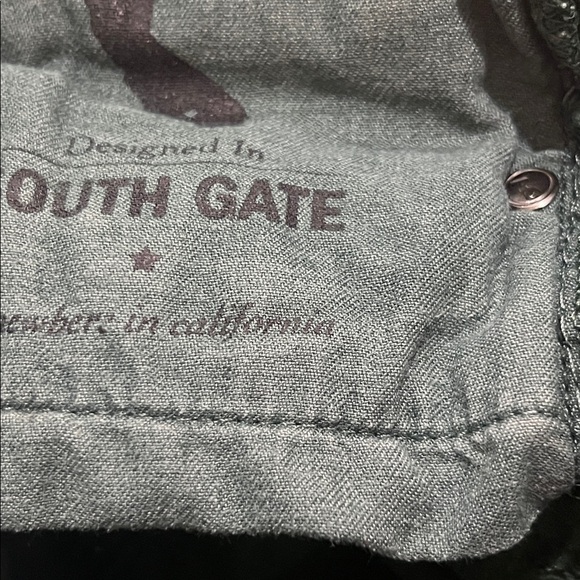 Designed In
OUTH GATE
ewhere in california